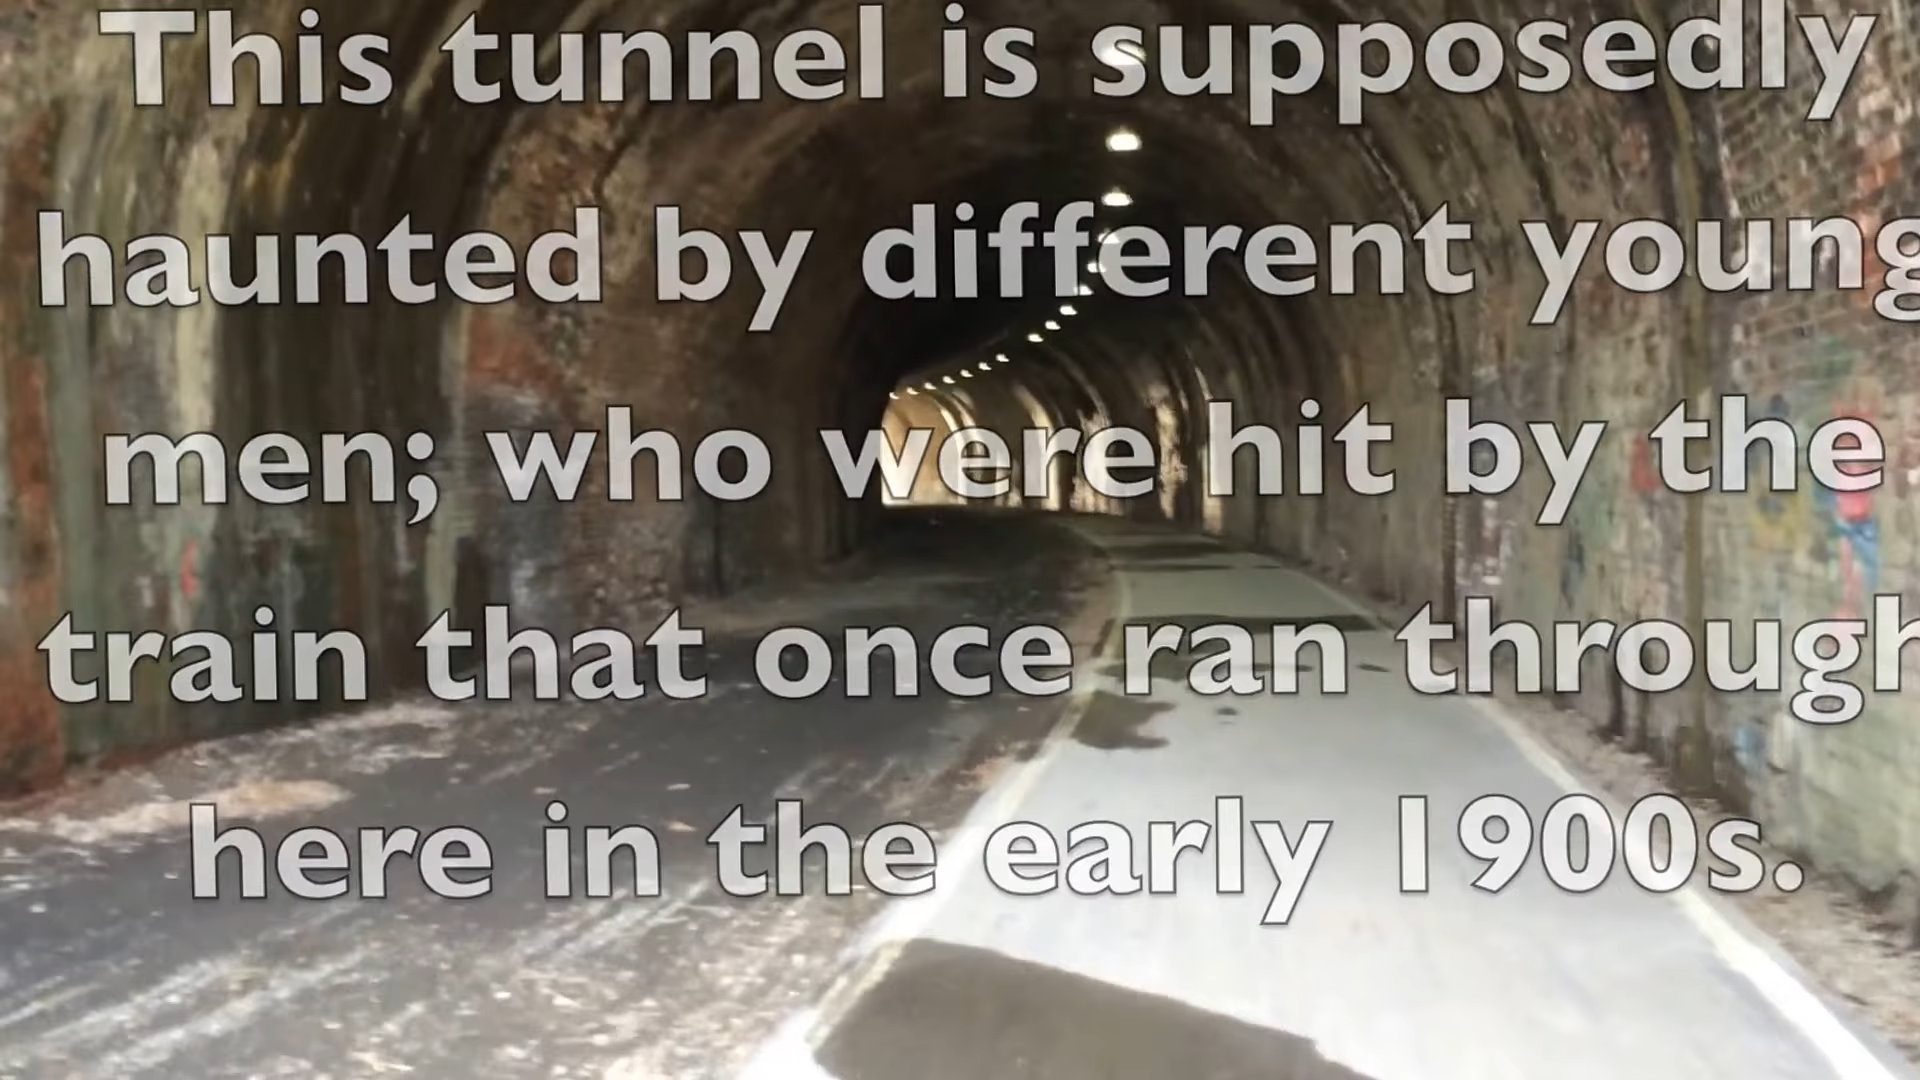 This tunnel is supposedly
haunted by different young
men; who were hit by the
train that once ran through
here in the early 1900s.